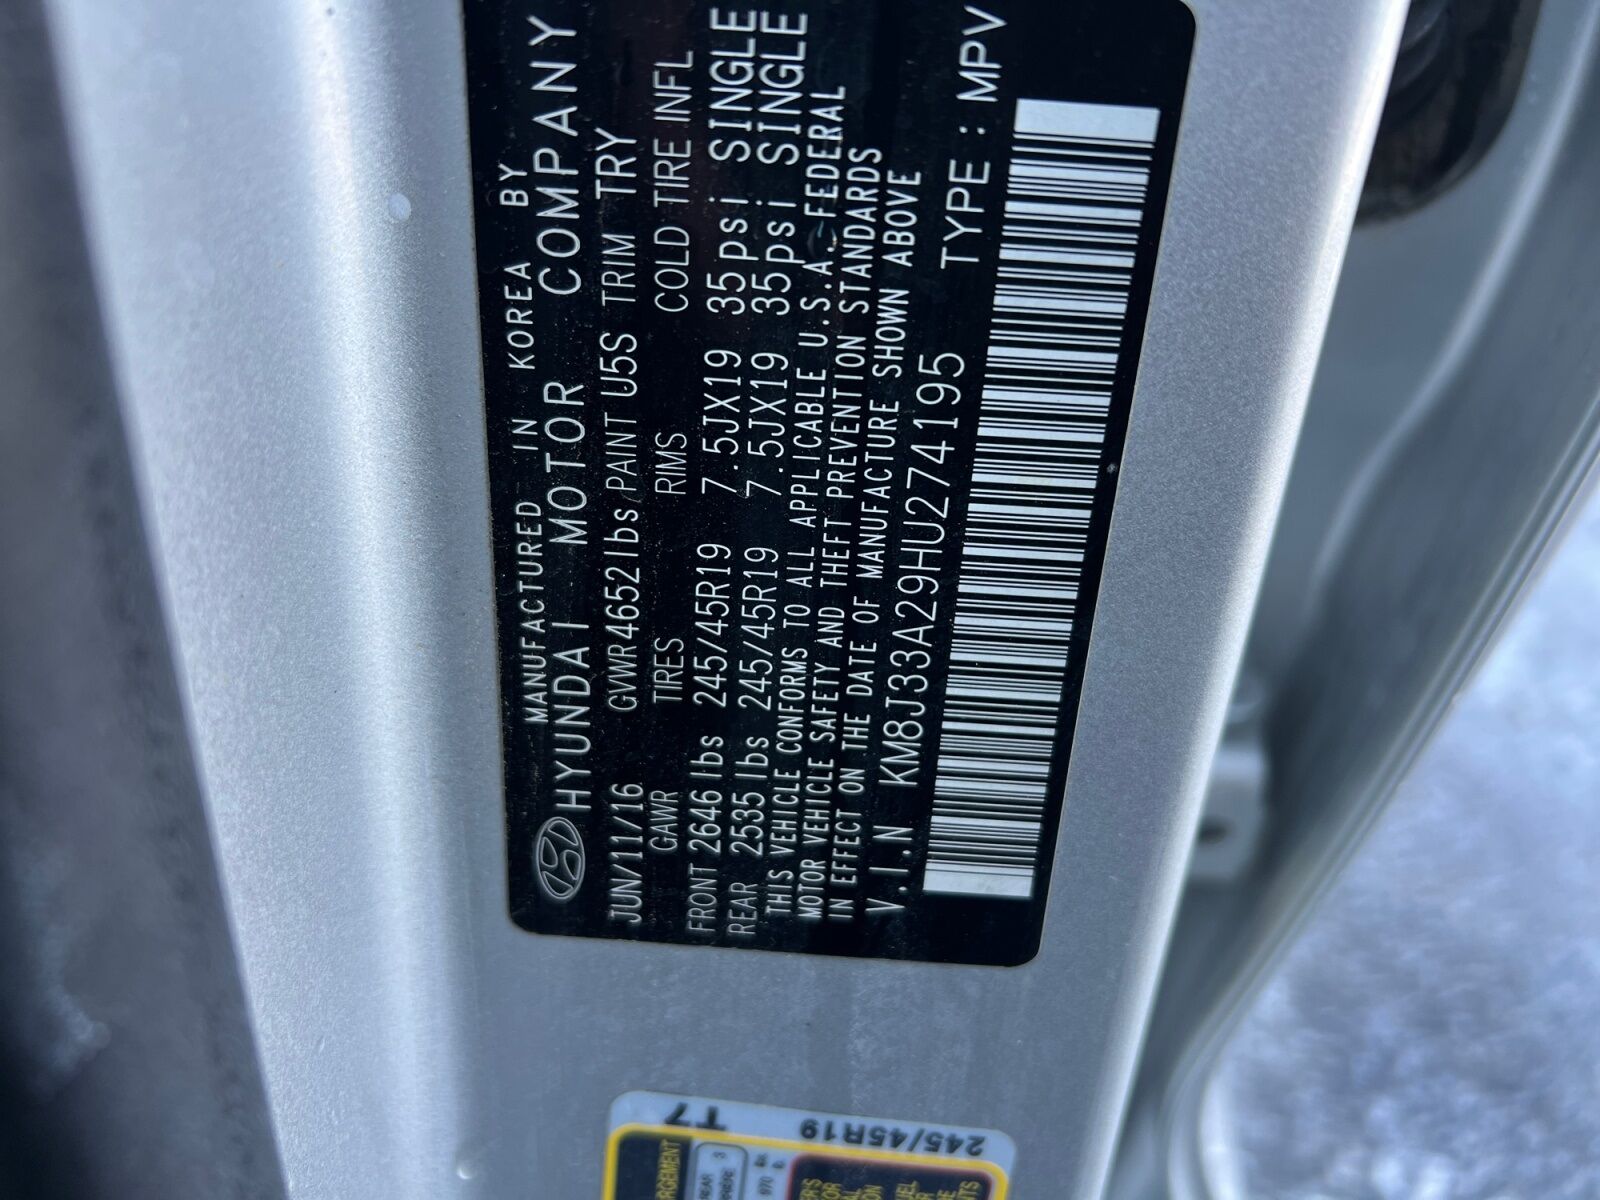 MANUFACTURED IN KOREA BY
HYUNDAI MOTOR COMPANY
JUN/11/16 GVWR 4652 lbs PAINT U5S TRIM TRY
GAWR TIRES RIMS COLD TIRE INFL
FRONT 2646 lbs 245/45R19 7.5JX19 35psi SINGLE
REAR 2535 lbs 245/45R19 7.5JX19 35psi SINGLE
THIS VEHICLE CONFORMS TO ALL APPLICABLE U.S.A. FEDERAL
MOTOR VEHICLE SAFETY AND THEFT PREVENTION STANDARDS
IN EFFECT ON THE DATE OF MANUFACTURE SHOWN ABOVE
V.I.N KM8J33A29HU274195 TYPE : MPV
245/45R19
T7